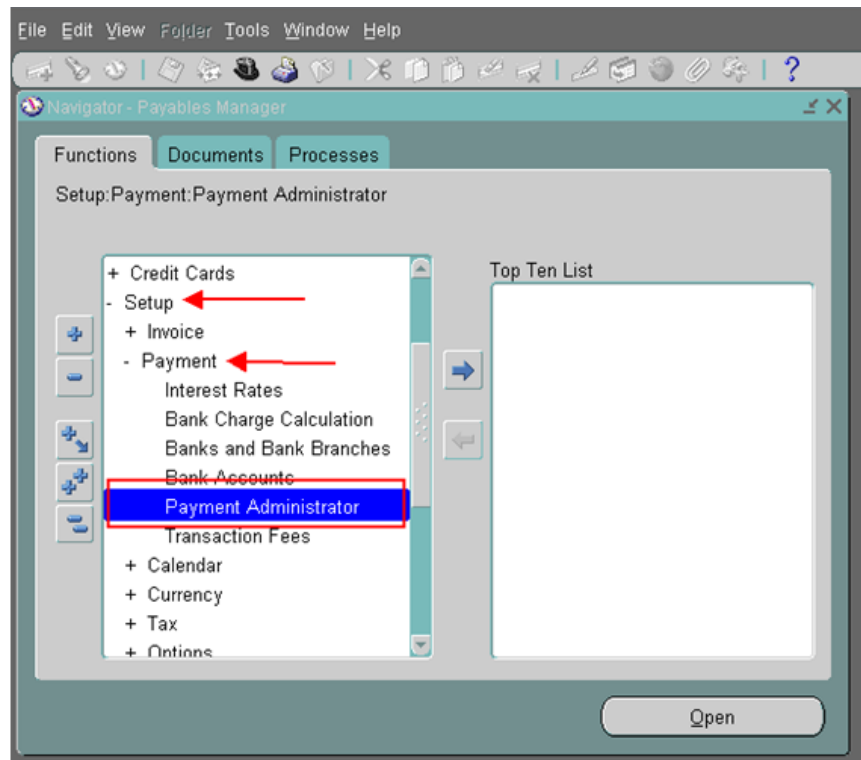 File Edit View Folder Tools Window Help
?
Navigator - Payables Manager
Functions Documents Processes
Setup:Payment:Payment Administrator
Top Ten List
+ Credit Cards
- Setup
+ Invoice
- Payment
Interest Rates
Bank Charge Calculation
Banks and Bank Branches
Bank Accounts
Payment Administrator
Transaction Fees
+ Calendar
+ Currency
+ Tax
+ Options
Open